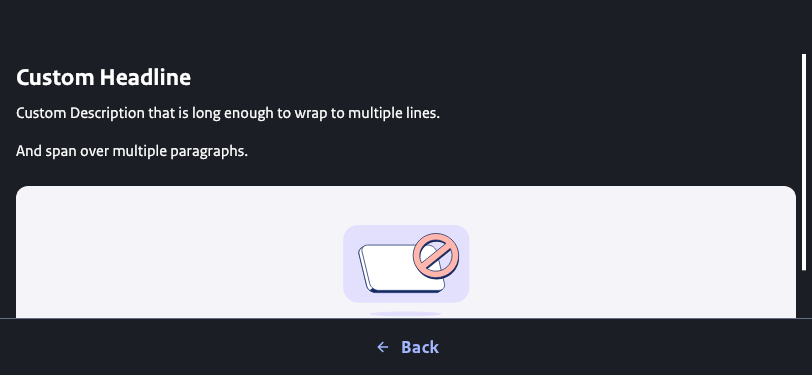 Custom Headline
Custom Description that is long enough to wrap to multiple lines.
And span over multiple paragraphs.
Back